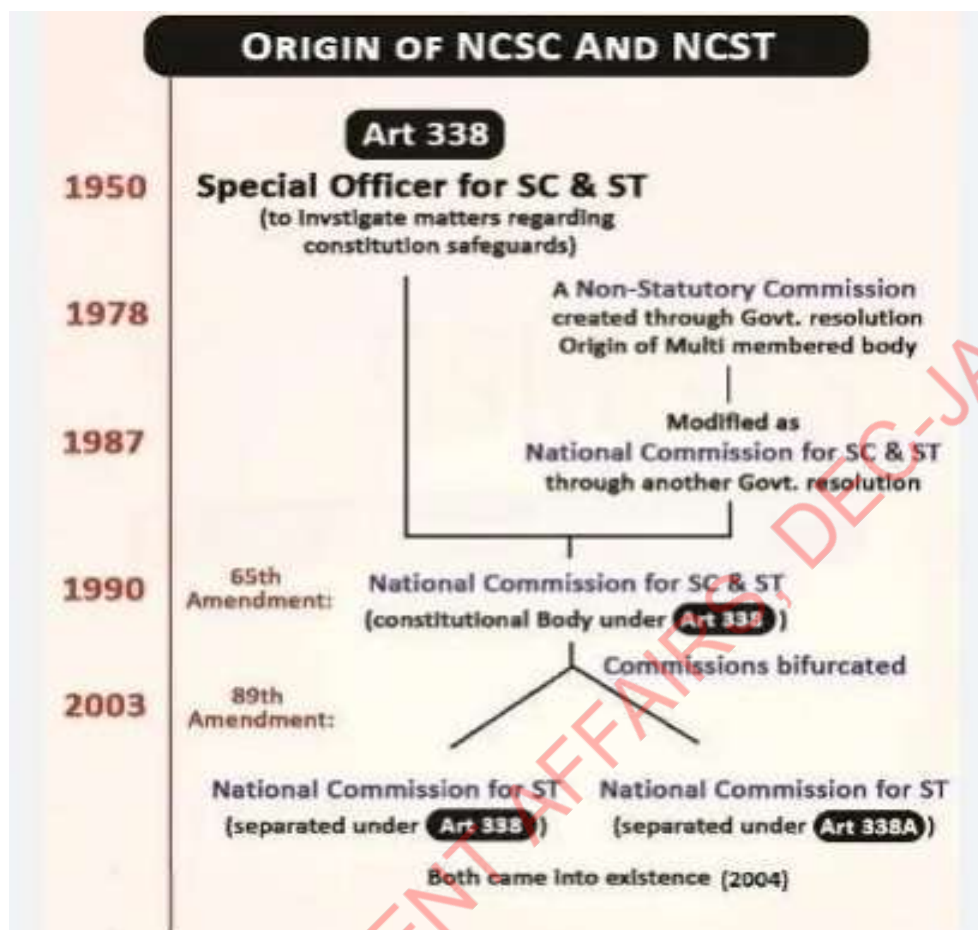 ORIGIN OF NCSC AND NCST
Art 338
1950
Special Officer for SC & ST
(to invstigate matters regarding
constitution safeguards)
1978
A Non-Statutory Commission
created through Govt. resolution
Origin of Multi membered body
1987
Modified as
National Commission for SC & ST
through another Govt. resolution
1990
65th
Amendment:
National Commission for SC & ST
(constitutional Body under Art 338)
Commissions bifurcated
2003
89th
Amendment:
National Commission for ST
(separated under Art 338)
National Commission for ST
(separated under Art 338A)
Both came into existence (2004)
ENT AFFAIRS, DEC-JA